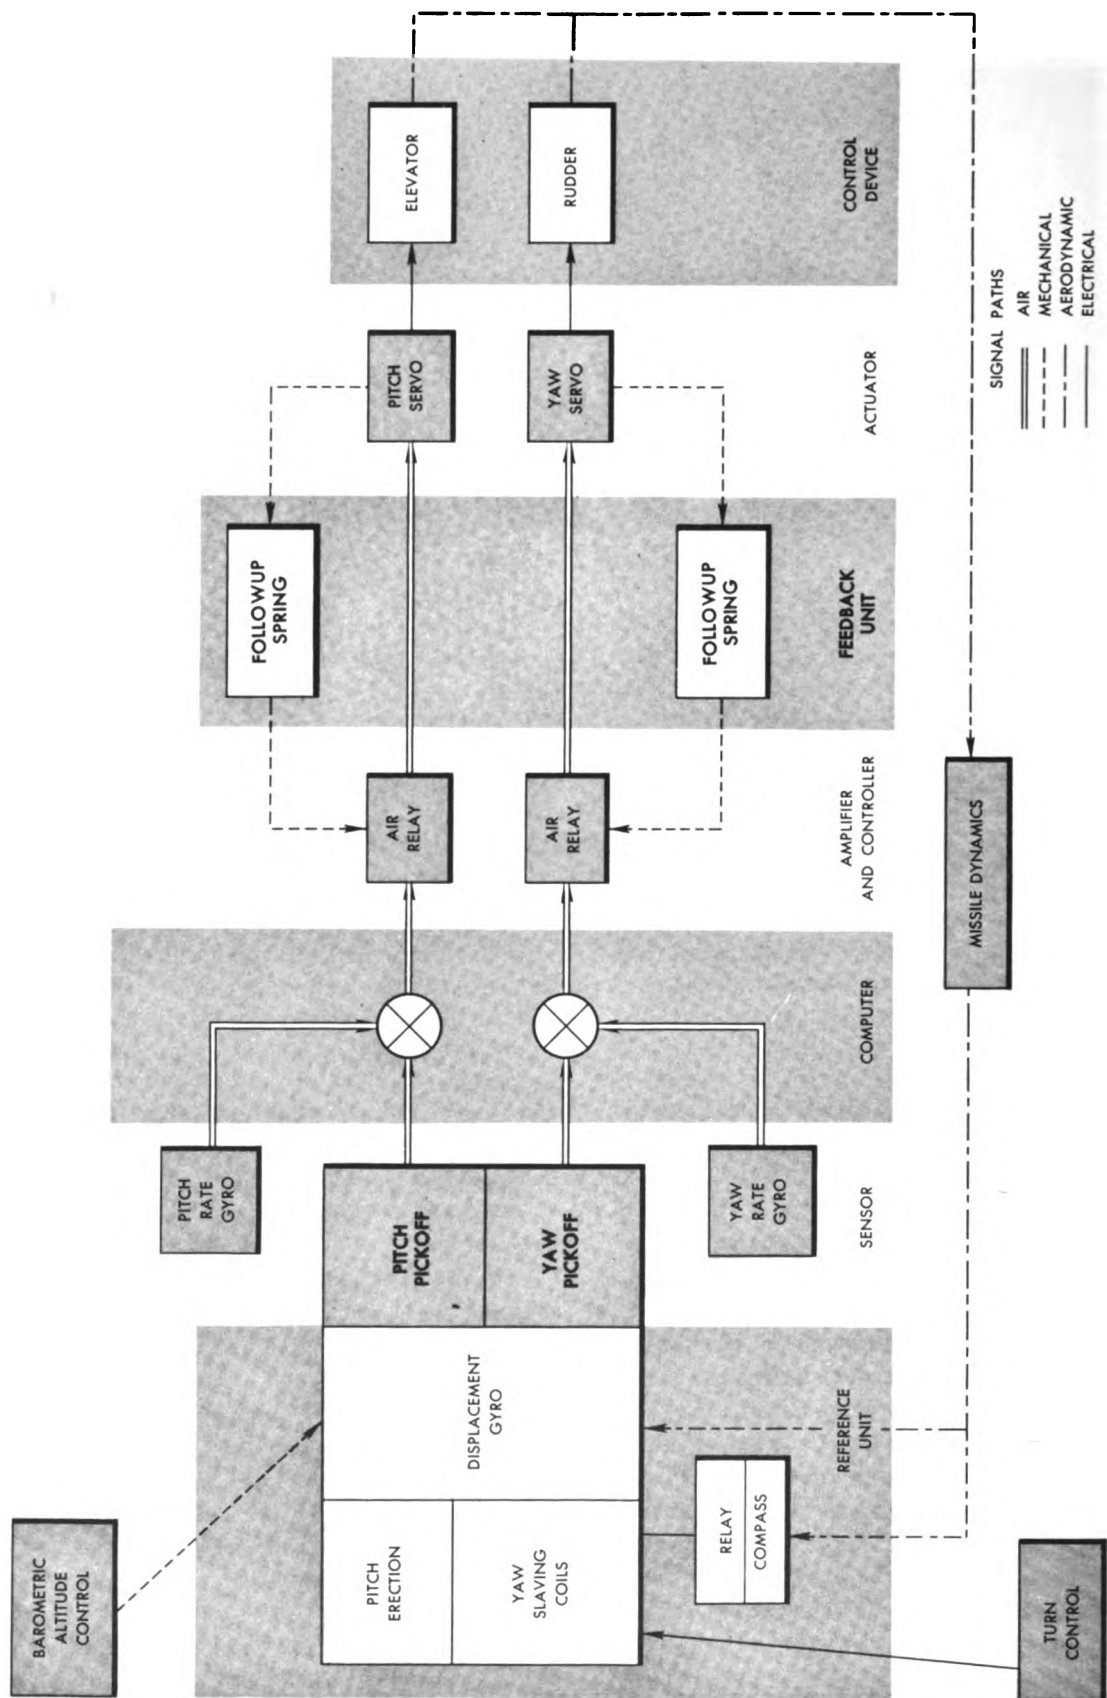 BAROMETRIC
ALTITUDE
CONTROL
PITCH
ERECTION
YAW
SLAVING
COILS
DISPLACEMENT
GYRO
PITCH
PICKOFF
YAW
PICKOFF
RELAY
COMPASS
REFERENCE
UNIT
TURN
CONTROL
PITCH
RATE
GYRO
YAW
RATE
GYRO
SENSOR
COMPUTER
AIR
RELAY
AIR
RELAY
AMPLIFIER
AND CONTROLLER
MISSILE DYNAMICS
FOLLOWUP
SPRING
FOLLOWUP
SPRING
FEEDBACK
UNIT
PITCH
SERVO
YAW
SERVO
ACTUATOR
ELEVATOR
RUDDER
CONTROL
DEVICE
SIGNAL PATHS
AIR
MECHANICAL
AERODYNAMIC
ELECTRICAL